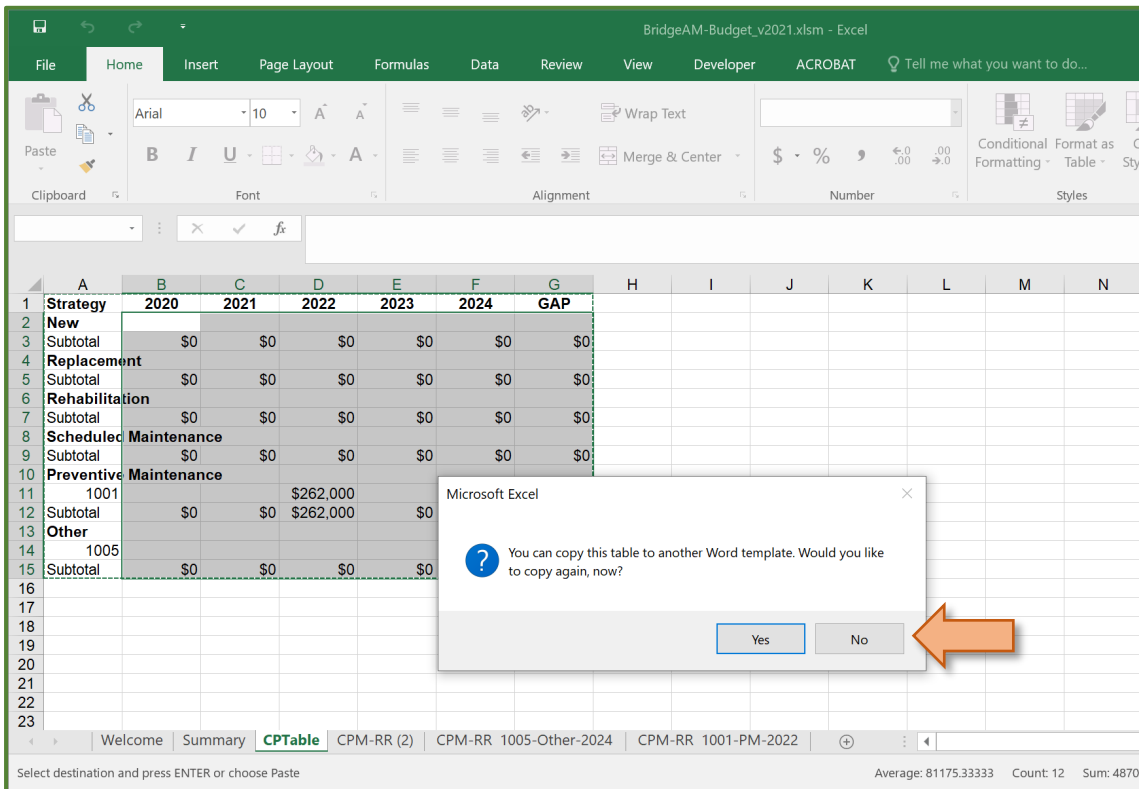 BridgeAM-Budget_v2021.xlsm - Excel
File Home Insert Page Layout Formulas Data Review View Developer ACROBAT Tell me what you want to do...
Paste
Arial 10
Wrap Text
Merge & Center
Conditional Formatting
Format as Table
Clipboard Font Alignment Number Styles
A B C D E F G H I J K L M N
1 Strategy 2020 2021 2022 2023 2024 GAP
2 New
3 Subtotal $0 $0 $0 $0 $0 $0
4 Replacement
5 Subtotal $0 $0 $0 $0 $0 $0
6 Rehabilitation
7 Subtotal $0 $0 $0 $0 $0 $0
8 Scheduled Maintenance
9 Subtotal $0 $0 $0 $0 $0 $0
10 Preventive Maintenance
11 1001 $262,000
12 Subtotal $0 $0 $262,000 $0
13 Other
14 1005
15 Subtotal $0 $0 $0 $0
16
17
18
19
20
21
22
23
Microsoft Excel
You can copy this table to another Word template. Would you like
to copy again, now?
Yes No
Welcome Summary CPTable CPM-RR (2) CPM-RR 1005-Other-2024 CPM-RR 1001-PM-2022
Select destination and press ENTER or choose Paste Average: 81175.33333 Count: 12 Sum: 4870